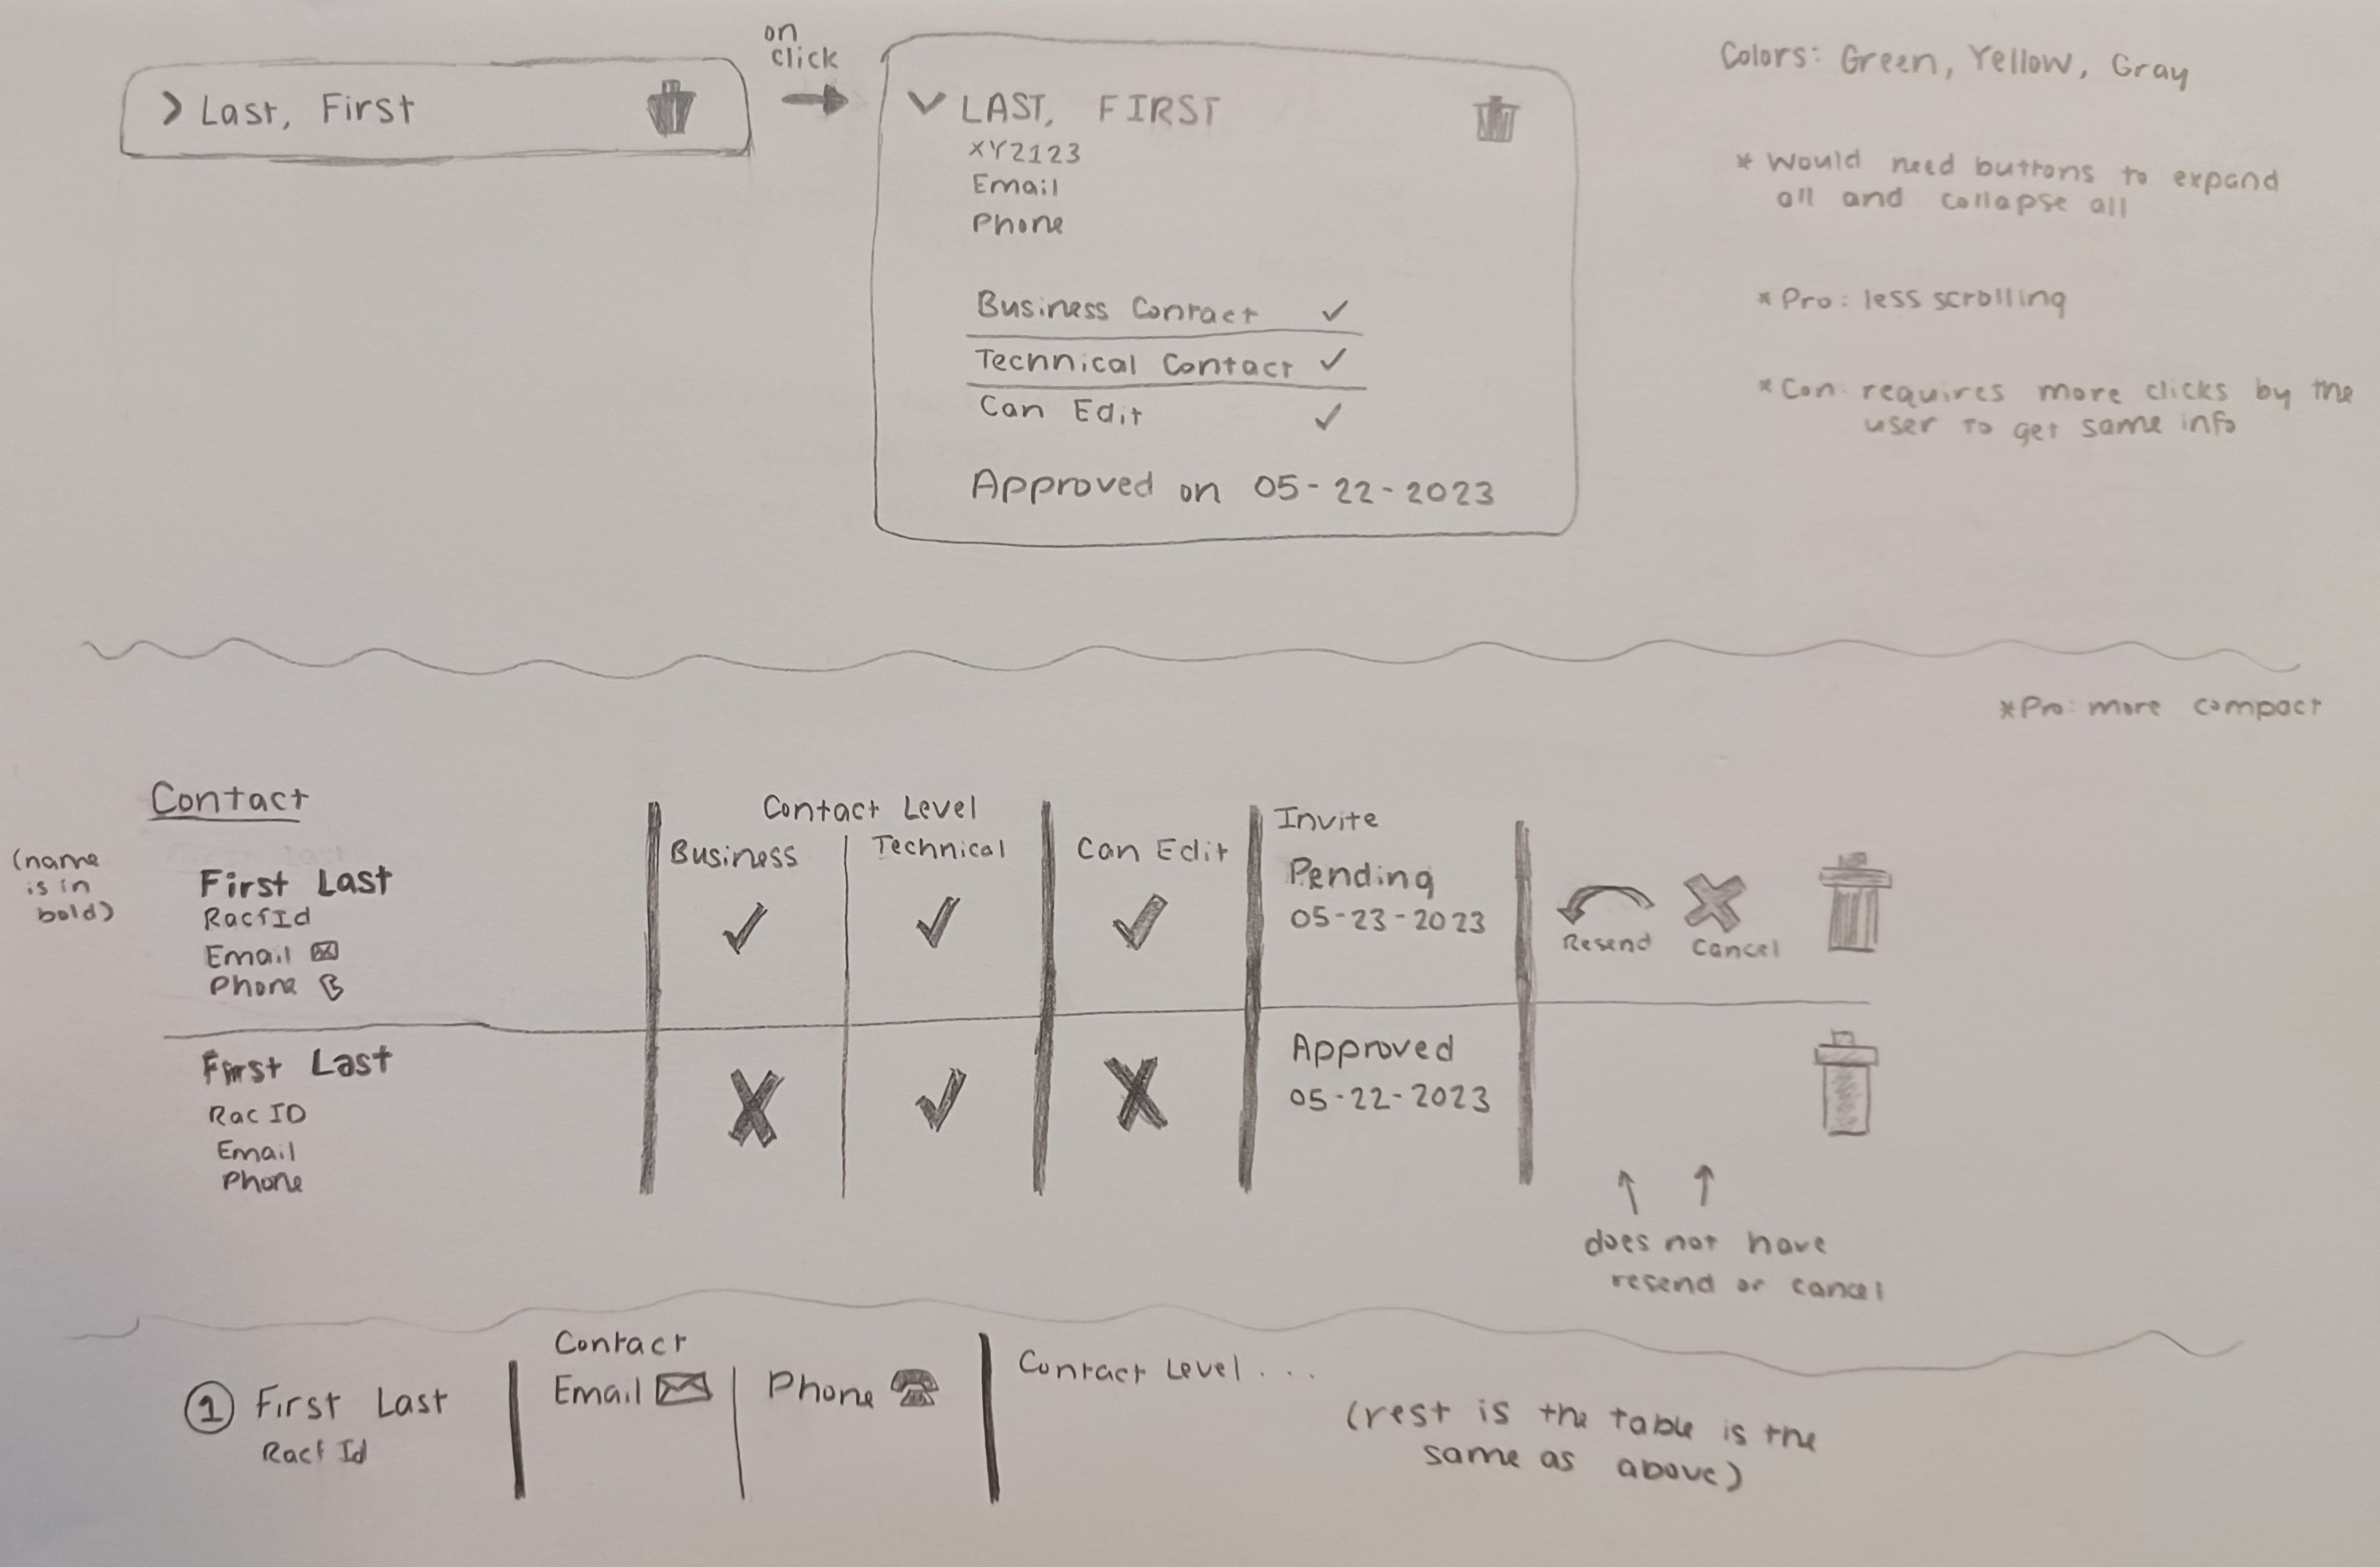 on
click
Last, First
LAST, FIRST
XYZ123
Email
Phone
Business Contact ✓
Technical Contact ✓
Can Edit ✓
Approved on 05-22-2023
Colors: Green, Yellow, Gray
* Would need buttons to expand
all and collapse all
* Pro: less scrolling
* Con: requires more clicks by the
user to get same info
*Pro: more compact
Contact
Contact Level
Business
Technical
Can Edit
Invite
(name
is in
bold)
First Last
RacfId
Email
Phone
✓ ✓ ✓
Pending
05-23-2023
Resend
Cancel
First Last
Rac ID
Email
Phone
X ✓ X
Approved
05-22-2023
does not have
resend or cancel
1 First Last
Racf Id
Contact
Email
Phone
Contact Level . . .
(rest is the table is the
same as above)